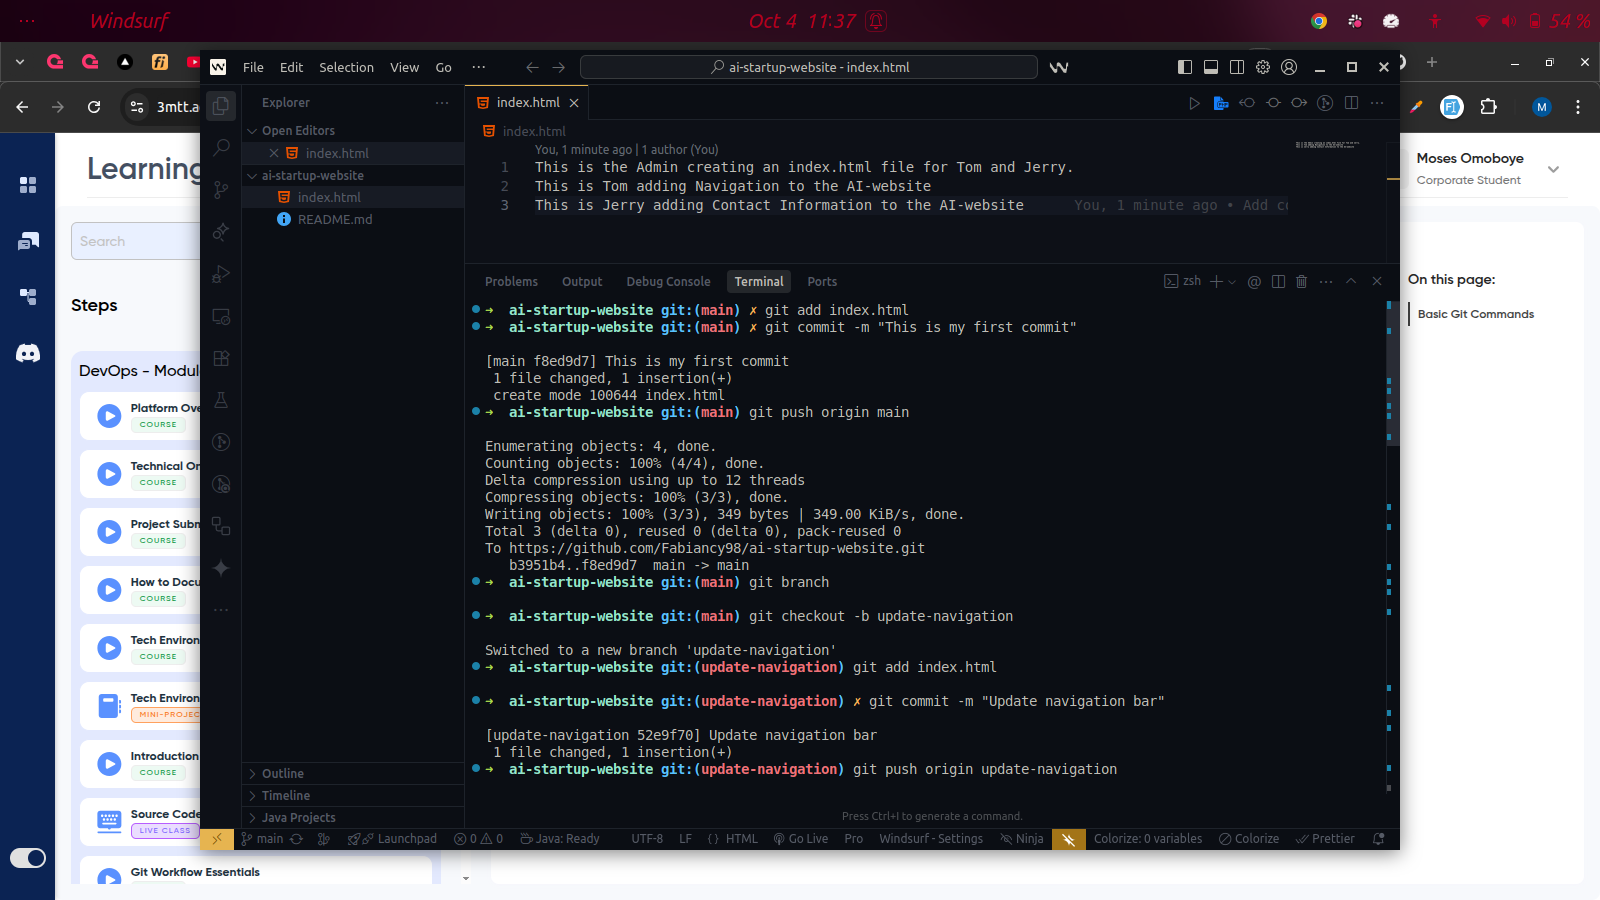 Windsurf
Oct 4 11:37
54 %
3mtt.a
File Edit Selection View Go
ai-startup-website - index.html
Learning
Search
Steps
DevOps - Modul
Platform Ove
COURSE
Technical Or
COURSE
Project Subm
COURSE
How to Docu
COURSE
Tech Environ
COURSE
Tech Environ
MINI-PROJEC
Introduction
COURSE
Source Code
LIVE CLASS
Git Workflow Essentials
Explorer
Open Editors
index.html
ai-startup-website
index.html
README.md
Outline
Timeline
Java Projects
index.html
index.html
You, 1 minute ago | 1 author (You)
1 This is the Admin creating an index.html file for Tom and Jerry.
2 This is Tom adding Navigation to the AI-website
3 This is Jerry adding Contact Information to the AI-website You, 1 minute ago • Add co
Problems Output Debug Console Terminal Ports
zsh
➜ ai-startup-website git:(main) ✗ git add index.html
➜ ai-startup-website git:(main) ✗ git commit -m "This is my first commit"
[main f8ed9d7] This is my first commit
1 file changed, 1 insertion(+)
create mode 100644 index.html
➜ ai-startup-website git:(main) git push origin main
Enumerating objects: 4, done.
Counting objects: 100% (4/4), done.
Delta compression using up to 12 threads
Compressing objects: 100% (3/3), done.
Writing objects: 100% (3/3), 349 bytes | 349.00 KiB/s, done.
Total 3 (delta 0), reused 0 (delta 0), pack-reused 0
To https://github.com/Fabiancy98/ai-startup-website.git
b3951b4..f8ed9d7 main -> main
➜ ai-startup-website git:(main) git branch
➜ ai-startup-website git:(main) git checkout -b update-navigation
Switched to a new branch 'update-navigation'
➜ ai-startup-website git:(update-navigation) git add index.html
➜ ai-startup-website git:(update-navigation) ✗ git commit -m "Update navigation bar"
[update-navigation 52e9f70] Update navigation bar
1 file changed, 1 insertion(+)
➜ ai-startup-website git:(update-navigation) git push origin update-navigation
Press Ctrl+I to generate a command.
main Launchpad 0 0 Java: Ready UTF-8 LF {} HTML Go Live Pro Windsurf - Settings Ninja Colorize: 0 variables Colorize Prettier
M
Moses Omoboye
Corporate Student
On this page:
Basic Git Commands